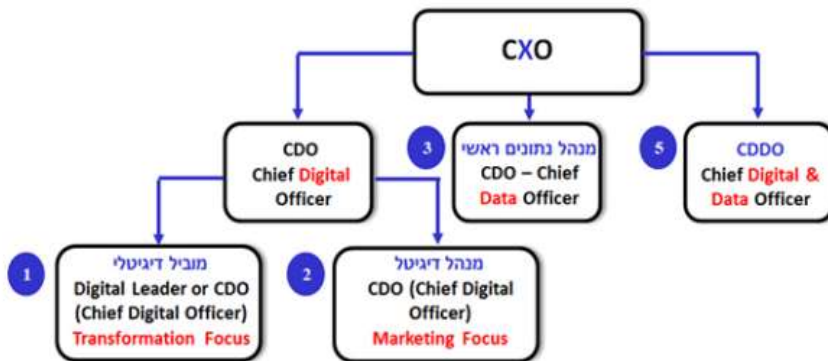 CXO
CDO
Chief Digital
Officer
3
מנהל נתונים ראשי
CDO – Chief
Data Officer
5
CDDO
Chief Digital &
Data Officer
1
מוביל דיגיטלי
Digital Leader or CDO
(Chief Digital Officer)
Transformation Focus
2
מנהל דיגיטל
CDO (Chief Digital
Officer)
Marketing Focus